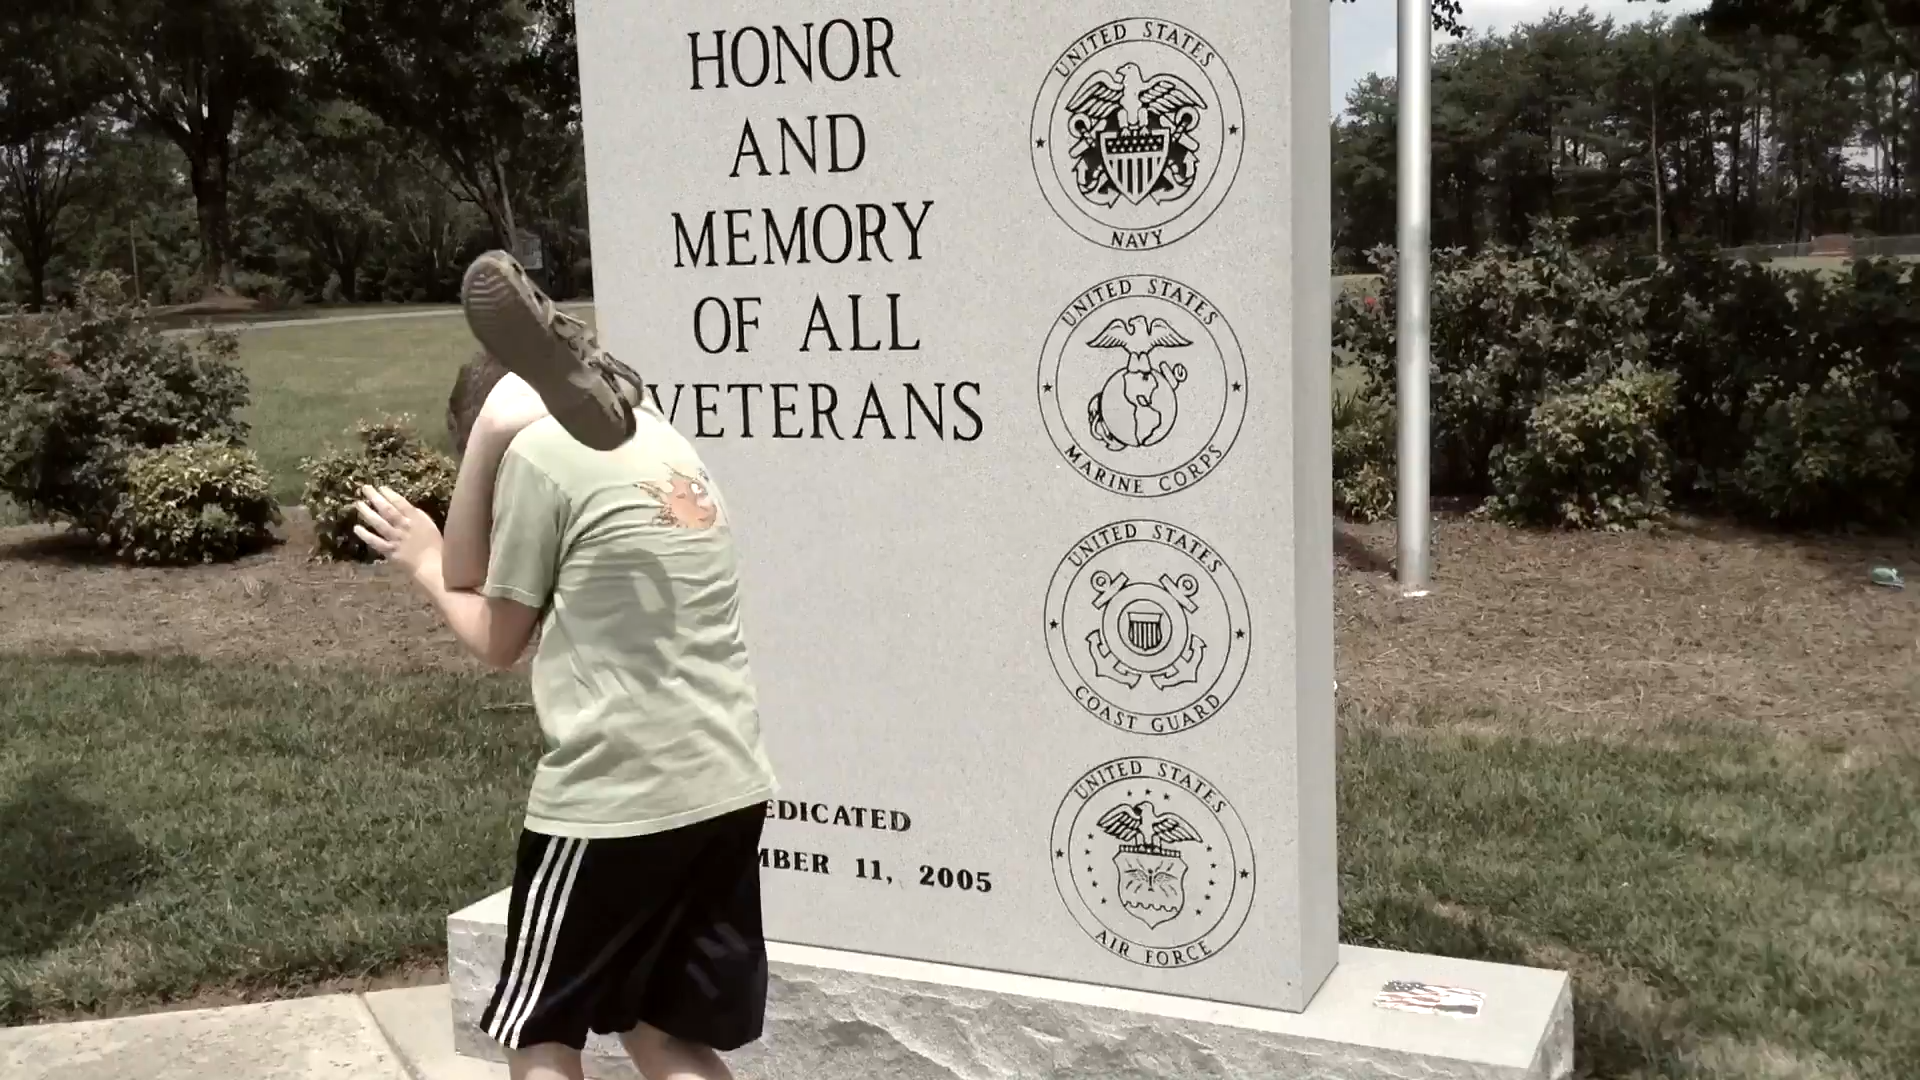 HONOR
AND
MEMORY
OF ALL
VETERANS
EDICATED
MBER 11, 2005
UNITED STATES
NAVY
UNITED STATES
MARINE CORPS
UNITED STATES
COAST GUARD
UNITED STATES
AIR FORCE